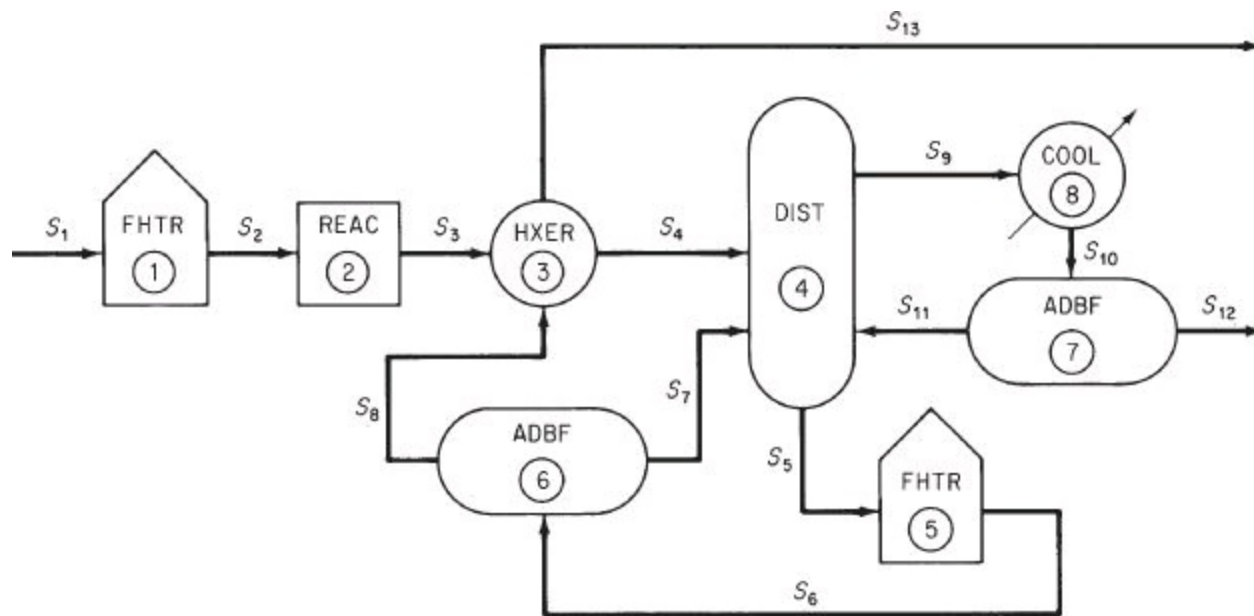 S13
S1
FHTR
1
S2
REAC
2
S3
HXER
3
S4
DIST
4
S9
COOL
8
S10
S11
ADBF
7
S12
S8
ADBF
6
S7
S5
FHTR
5
S6